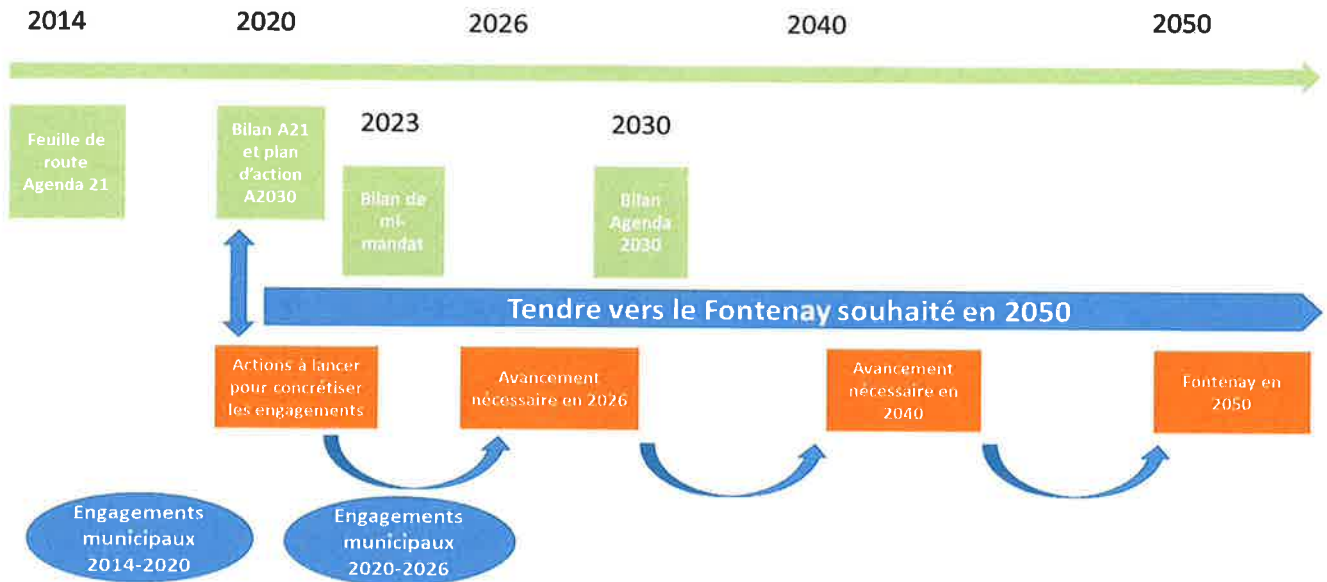 2014
2020
2026
2040
2050
Feuille de
route
Agenda 21
Bilan A21
et plan
d'action
A2030
2023
Bilan de
mi-
mandat
2030
Bilan
Agenda
2030
Tendre vers le Fontenay souhaité en 2050
Actions à lancer
pour concrétiser
les engagements
Avancement
nécessaire en 2026
Avancement
nécessaire en
2040
Fontenay en
2050
Engagements
municipaux
2014-2020
Engagements
municipaux
2020-2026